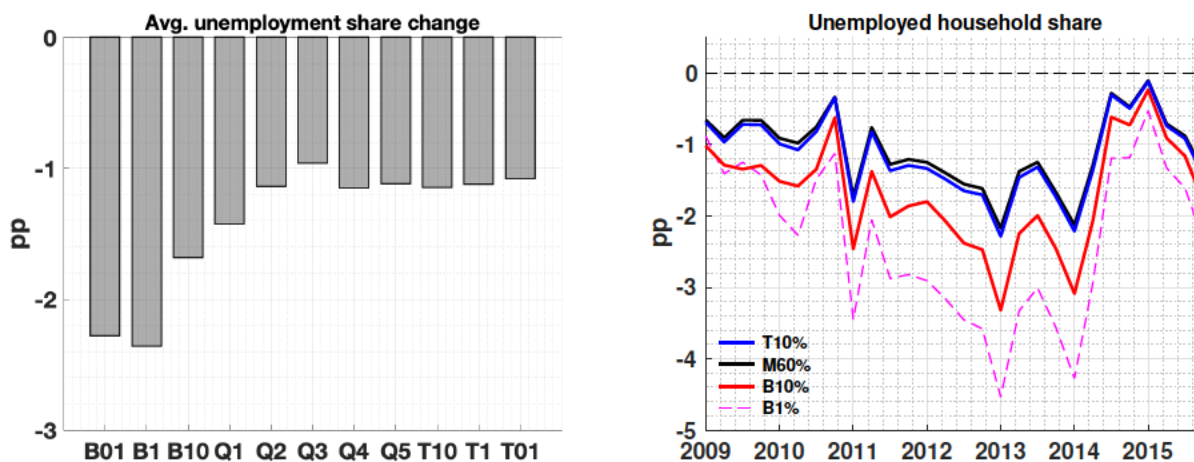 Avg. unemployment share change
0
-1
-2
-3
pp
B01 B1 B10 Q1 Q2 Q3 Q4 Q5 T10 T1 T01
Unemployed household share
0
-1
-2
-3
-4
-5
pp
T10%
M60%
B10%
B1%
2009 2010 2011 2012 2013 2014 2015